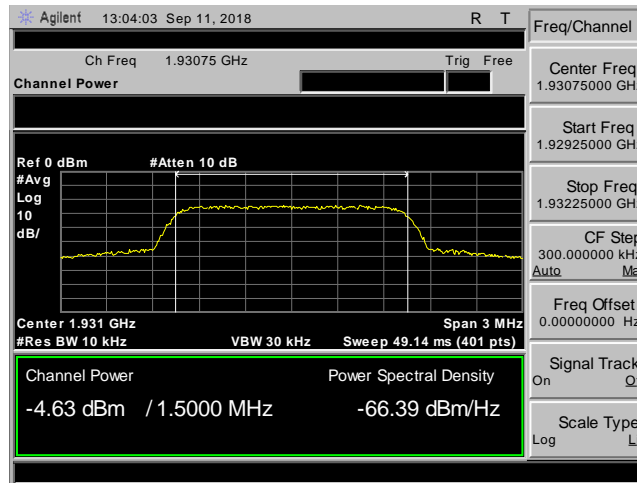 Agilent 13:04:03 Sep 11, 2018 R T
Freq/Channel
Ch Freq 1.93075 GHz Trig Free
Channel Power
Center Freq
1.93075000 GH
Start Freq
1.92925000 GH
Stop Freq
1.93225000 GH
CF Step
300.000000 kHz
Auto Ma
Freq Offset
0.00000000 Hz
Signal Track
On O
Scale Type
Log L
Ref 0 dBm #Atten 10 dB
#Avg
Log
10
dB/
Center 1.931 GHz Span 3 MHz
#Res BW 10 kHz VBW 30 kHz Sweep 49.14 ms (401 pts)
Channel Power Power Spectral Density
-4.63 dBm / 1.5000 MHz -66.39 dBm/Hz